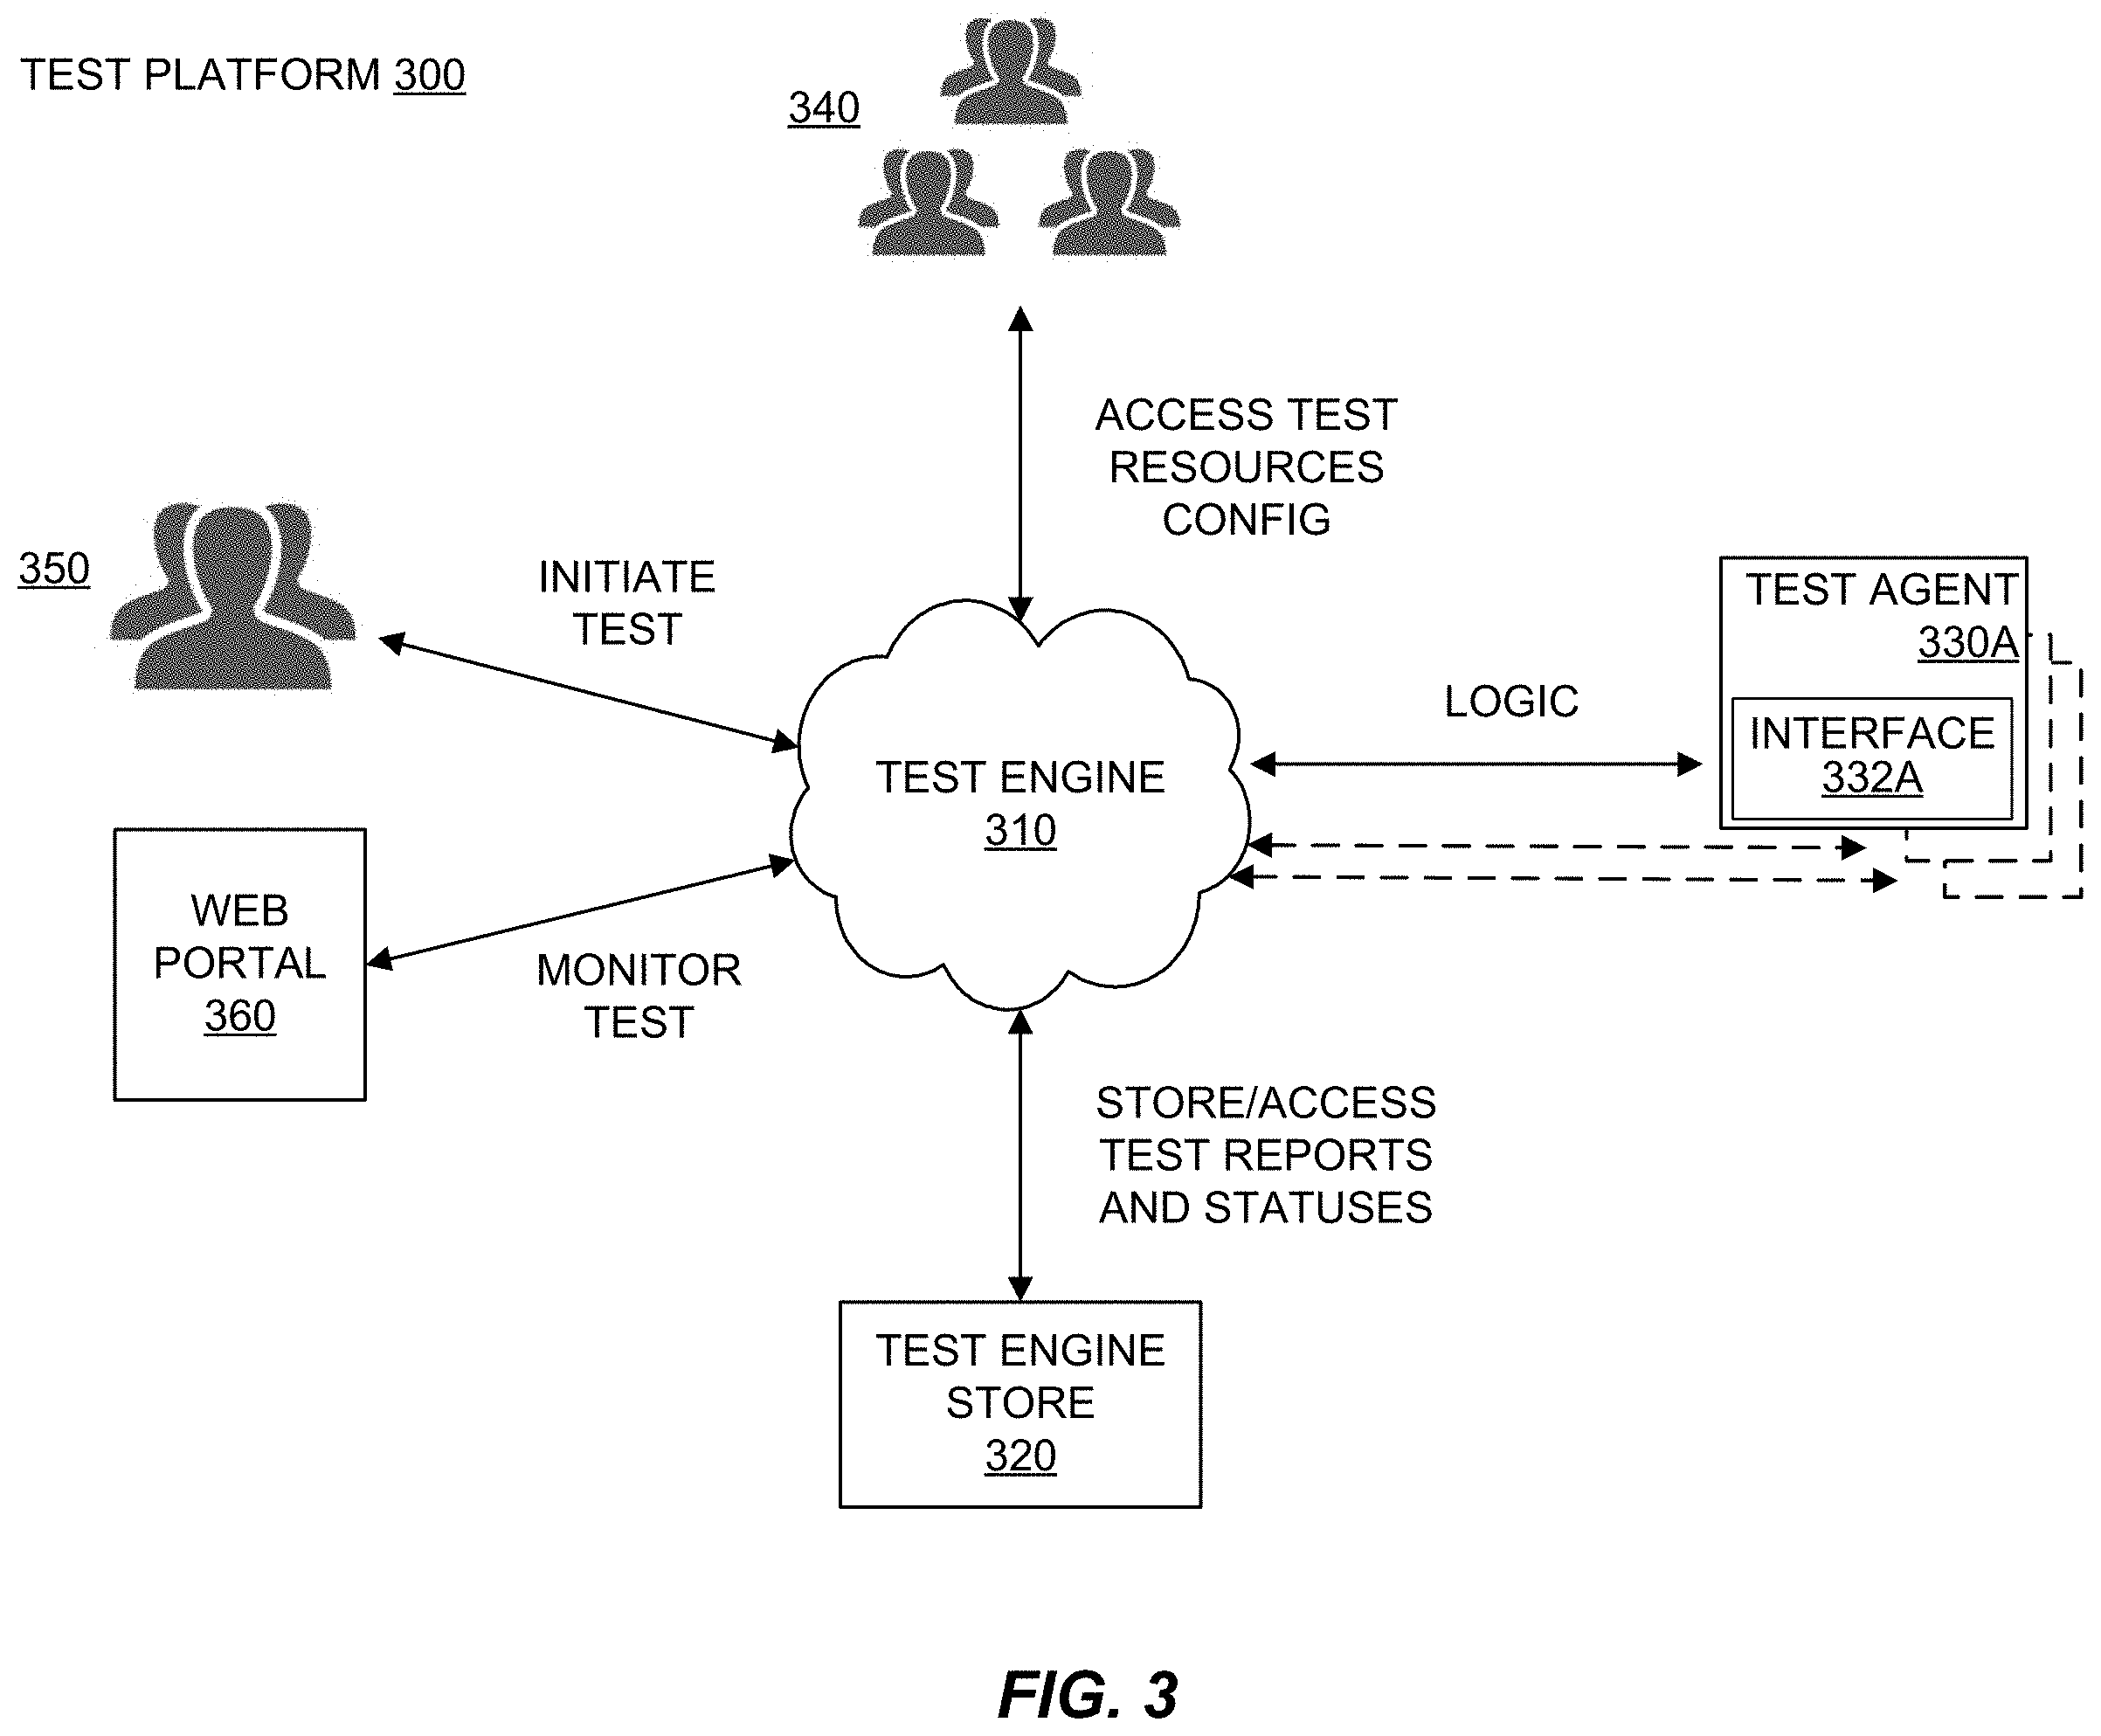 TEST PLATFORM 300
340
ACCESS TEST
RESOURCES
CONFIG
350
INITIATE
TEST
TEST AGENT
330A
INTERFACE
332A
LOGIC
TEST ENGINE
310
WEB
PORTAL
360
MONITOR
TEST
STORE/ACCESS
TEST REPORTS
AND STATUSES
TEST ENGINE
STORE
320
FIG. 3